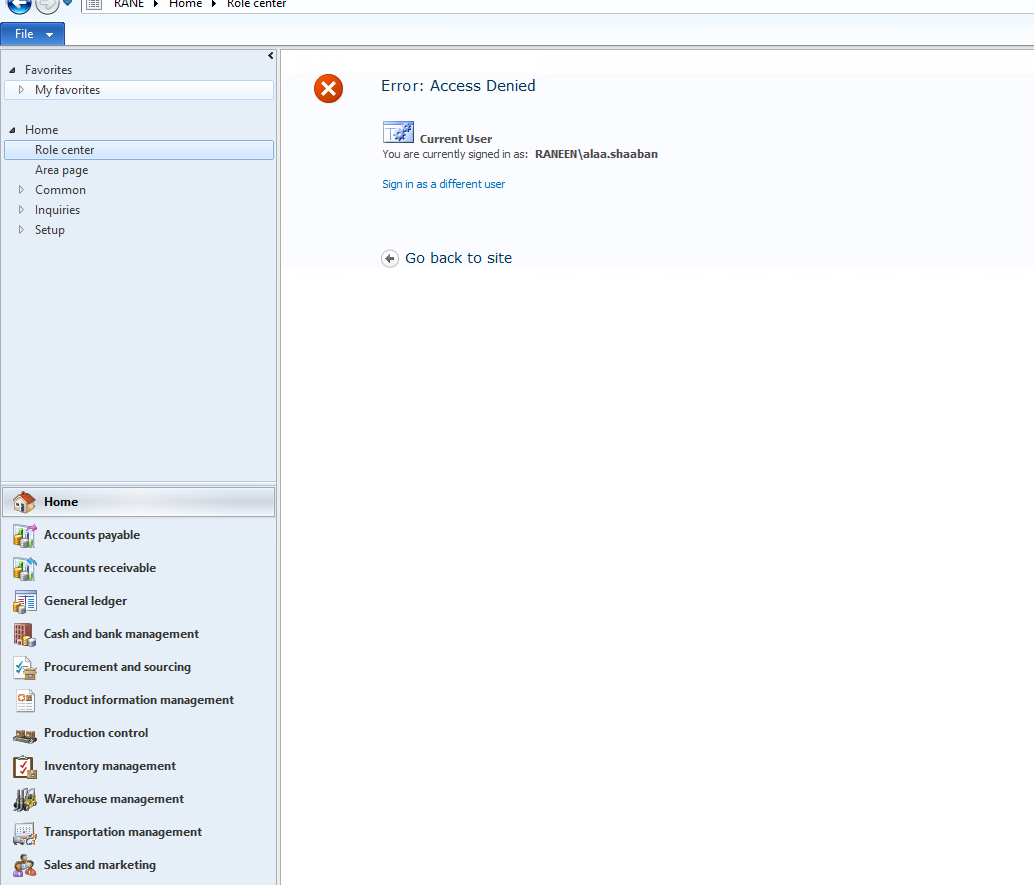 RANE Home Role center
File
Favorites
My favorites
Home
Role center
Area page
Common
Inquiries
Setup
Home
Accounts payable
Accounts receivable
General ledger
Cash and bank management
Procurement and sourcing
Product information management
Production control
Inventory management
Warehouse management
Transportation management
Sales and marketing
Error: Access Denied
Current User
You are currently signed in as: RANEEN\alaa.shaaban
Sign in as a different user
Go back to site